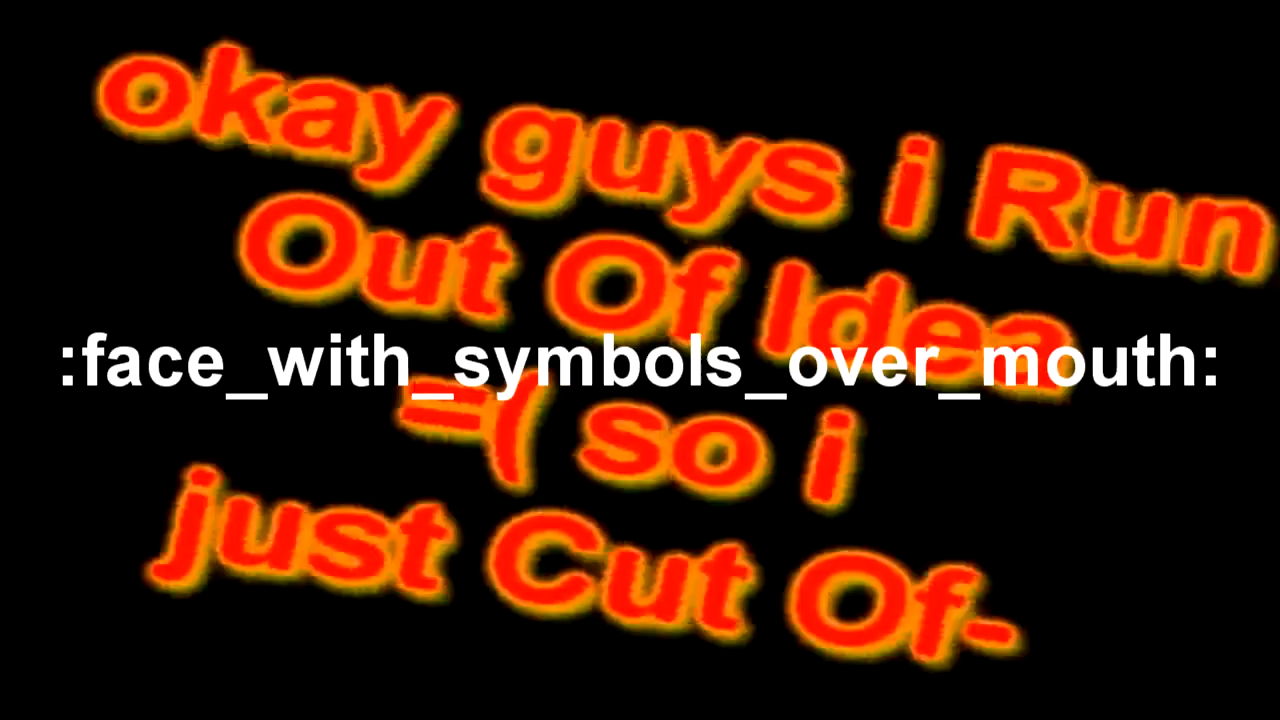 okay guys i Run
Out Of Idea
:face_with_symbols_over_mouth:
=( so i
just Cut Of-